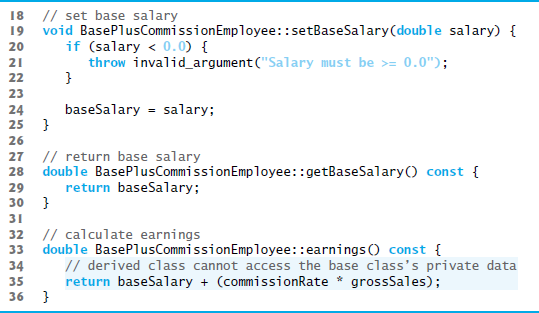 18 // set base salary
19 void BasePlusCommissionEmployee::setBaseSalary(double salary) {
20    if (salary < 0.0) {
21       throw invalid_argument("Salary must be >= 0.0");
22    }
23
24    baseSalary = salary;
25 }
26
27 // return base salary
28 double BasePlusCommissionEmployee::getBaseSalary() const {
29    return baseSalary;
30 }
31
32 // calculate earnings
33 double BasePlusCommissionEmployee::earnings() const {
34    // derived class cannot access the base class's private data
35    return baseSalary + (commissionRate * grossSales);
36 }